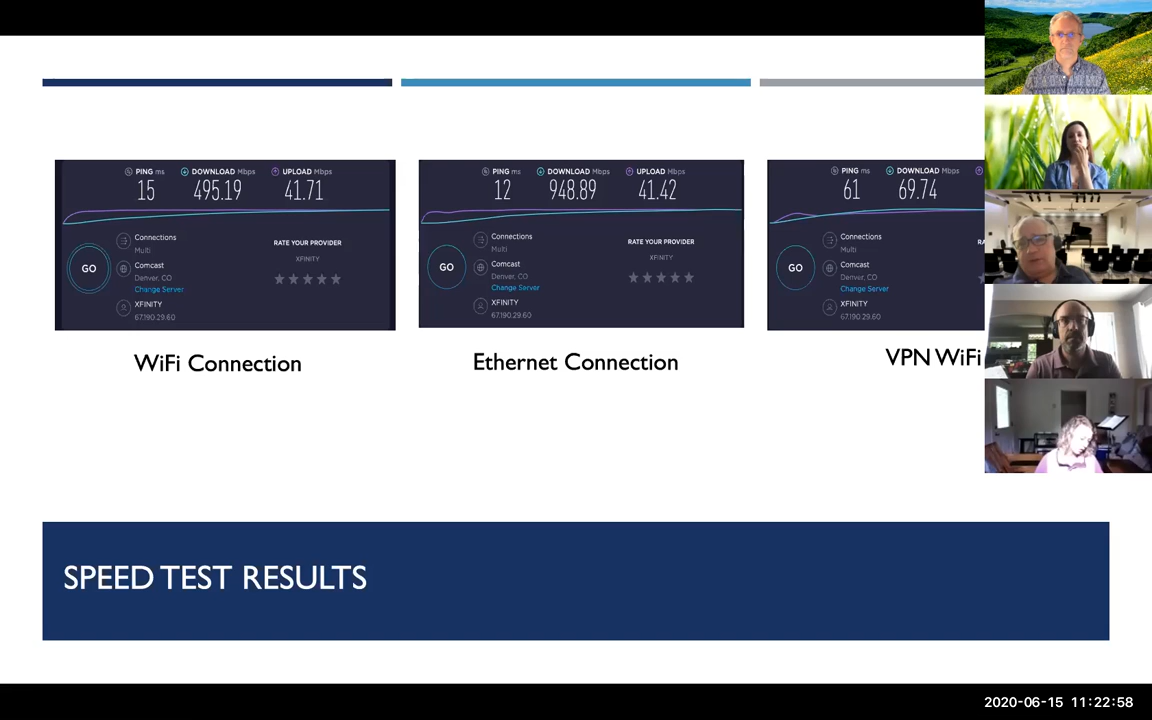 PING ms DOWNLOAD Mbps UPLOAD Mbps
15 495.19 41.71
GO
Connections
Multi
Comcast
Denver, CO
Change Server
XFINITY
67.190.29.60
RATE YOUR PROVIDER
XFINITY
WiFi Connection
PING ms DOWNLOAD Mbps UPLOAD Mbps
12 948.89 41.42
GO
Connections
Multi
Comcast
Denver, CO
Change Server
XFINITY
67.190.29.60
RATE YOUR PROVIDER
XFINITY
Ethernet Connection
PING ms DOWNLOAD Mbps
61 69.74
GO
Connections
Multi
Comcast
Denver, CO
Change Server
XFINITY
67.190.29.60
VPN WiFi
SPEED TEST RESULTS
2020-06-15 11:22:58